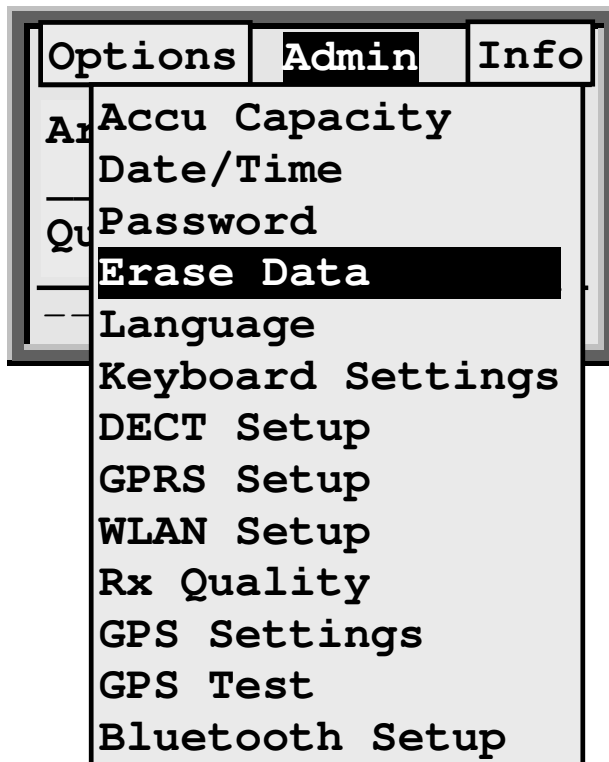 Options Admin Info
Accu Capacity
Date/Time
Password
Erase Data
Language
Keyboard Settings
DECT Setup
GPRS Setup
WLAN Setup
Rx Quality
GPS Settings
GPS Test
Bluetooth Setup